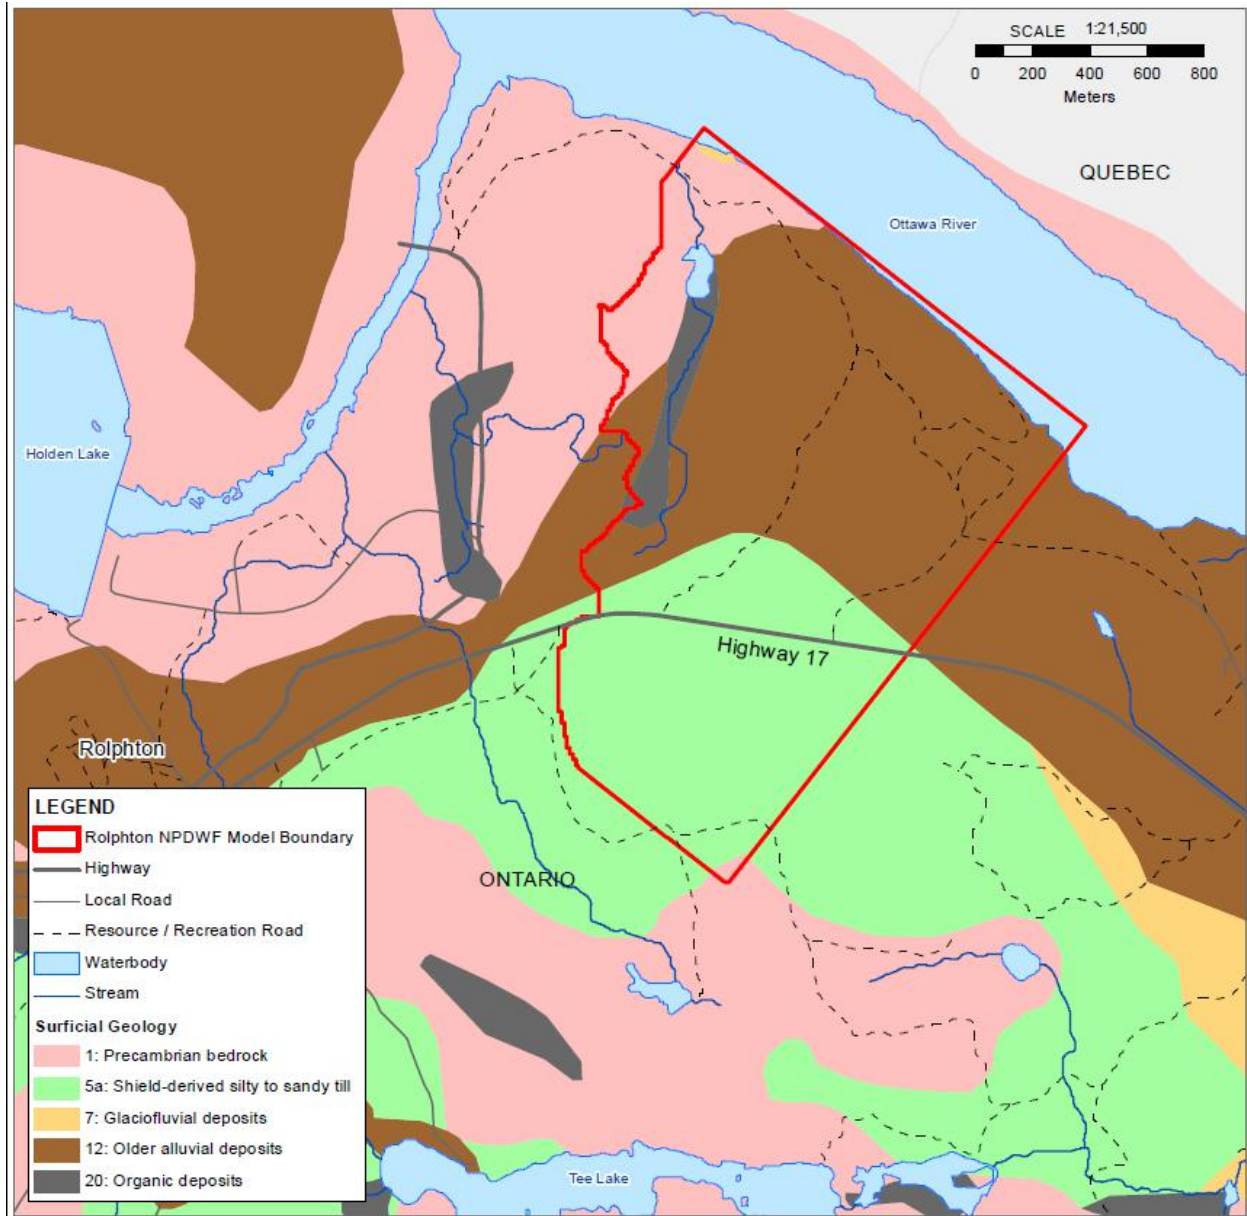 SCALE 1:21,500
0 200 400 600 800
Meters
QUEBEC
Ottawa River
Holden Lake
Highway 17
Rolphton
ONTARIO
Tee Lake
LEGEND
Rolphton NPDWF Model Boundary
Highway
Local Road
Resource / Recreation Road
Waterbody
Stream
Surficial Geology
1: Precambrian bedrock
5a: Shield-derived silty to sandy till
7: Glaciofluvial deposits
12: Older alluvial deposits
20: Organic deposits